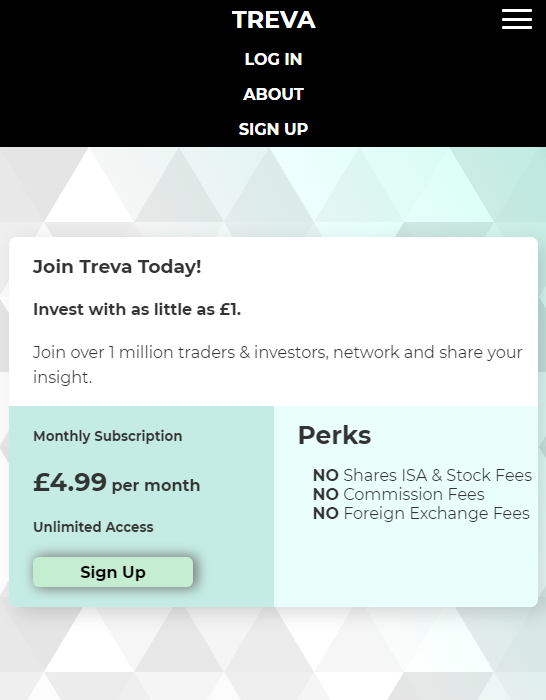 TREVA
LOG IN
ABOUT
SIGN UP
Join Treva Today!
Invest with as little as £1.
Join over 1 million traders & investors, network and share your
insight.
Monthly Subscription
£4.99 per month
Unlimited Access
Sign Up
Perks
NO Shares ISA & Stock Fees
NO Commission Fees
NO Foreign Exchange Fees